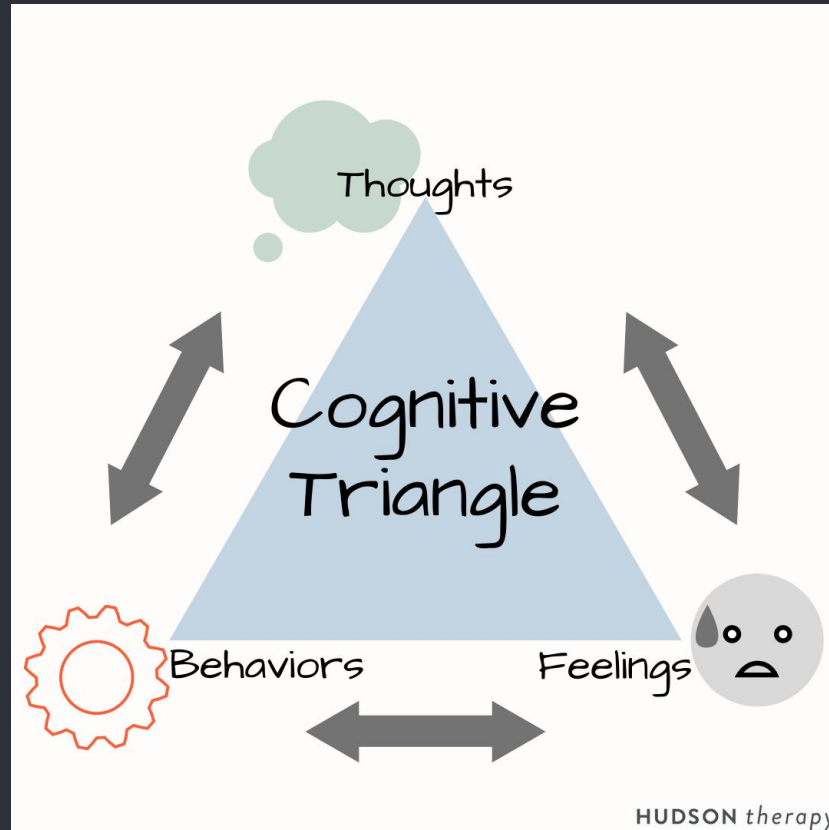 Thoughts
Cognitive
Triangle
Behaviors
Feelings
HUDSON therapy